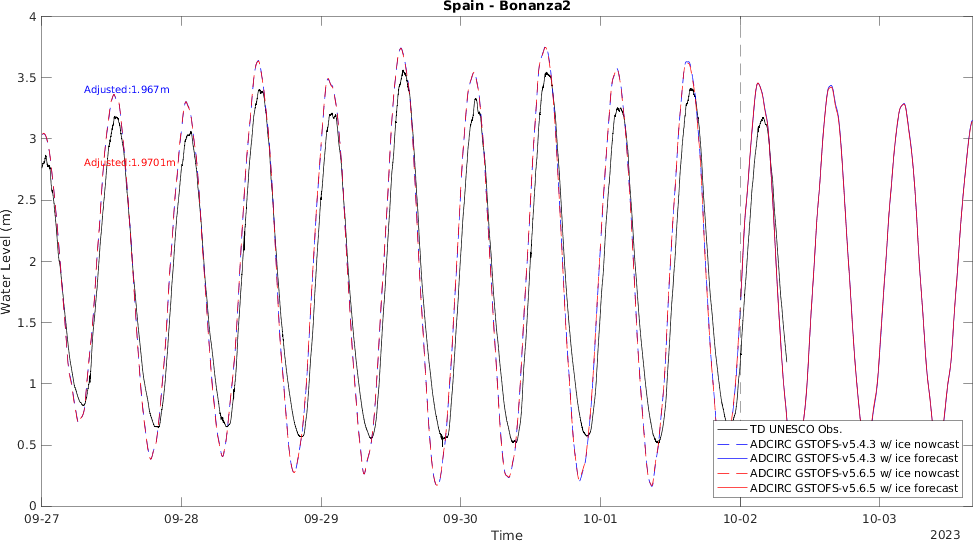 Spain - Bonanza2
4
3.5
3
2.5
2
1.5
1
0.5
0
Water Level (m)
Adjusted:1.967m
Adjusted:1.9701m
TD UNESCO Obs.
ADCIRC GSTOFS-v5.4.3 w/ ice nowcast
ADCIRC GSTOFS-v5.4.3 w/ ice forecast
ADCIRC GSTOFS-v5.6.5 w/ ice nowcast
ADCIRC GSTOFS-v5.6.5 w/ ice forecast
09-27 09-28 09-29 09-30 10-01 10-02 10-03
Time
2023